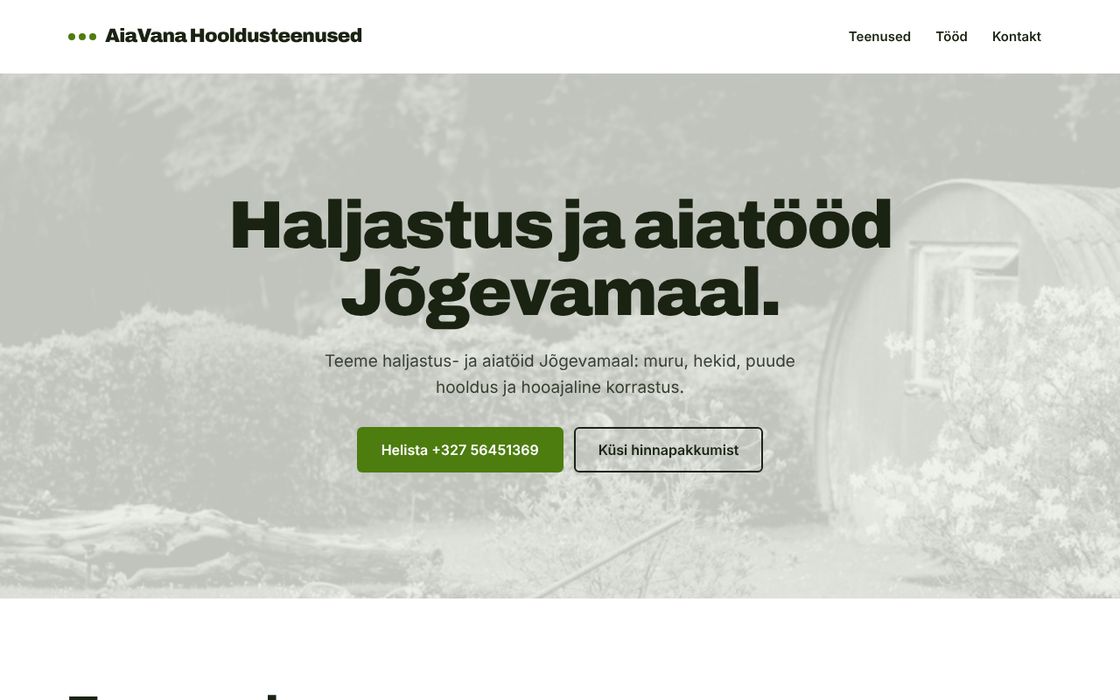 AiaVana Hooldusteenused
Teenused Tööd Kontakt
Haljastus ja aiatööd
Jõgevamaal.
Teeme haljastus- ja aiatöid Jõgevamaal: muru, hekid, puude
hooldus ja hooajaline korrastus.
Helista +327 56451369
Küsi hinnapakkumist